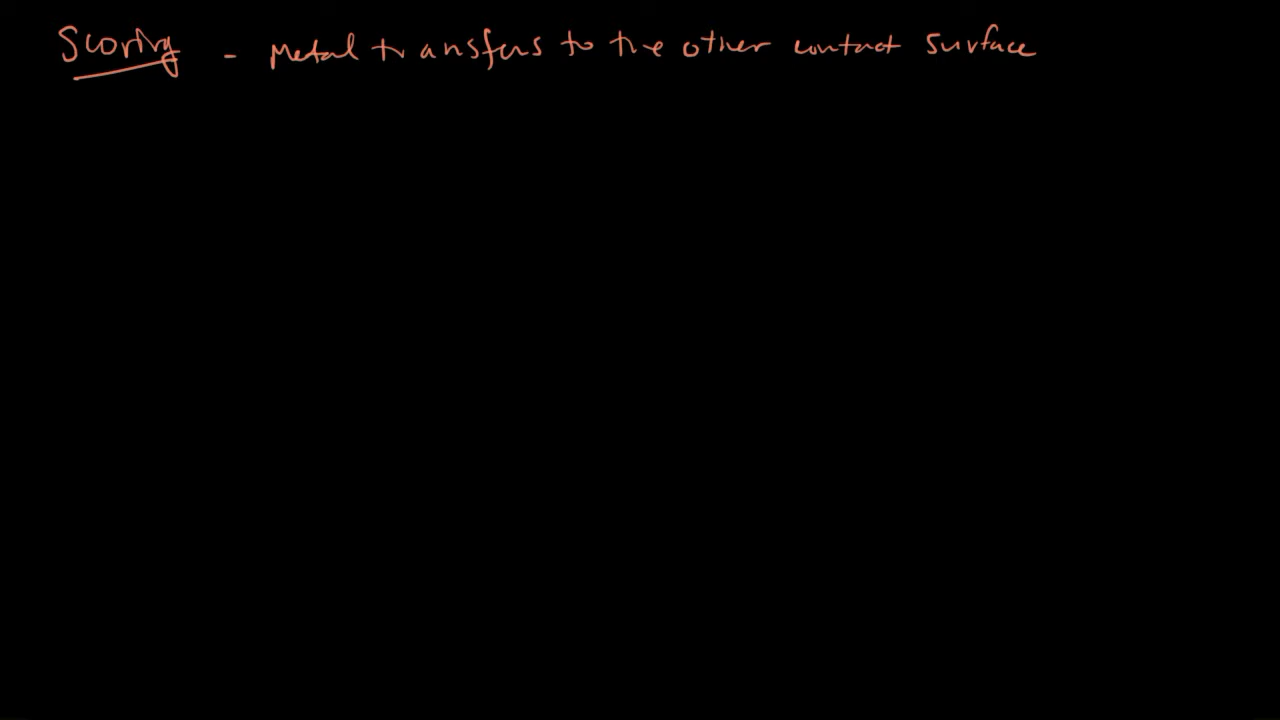 Scoring - Metal transfers to the other contact surface